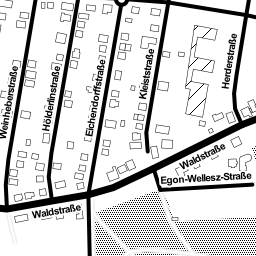 Weinheberstraße
Hölderlinstraße
Eichendorffstraße
Kleiststraße
Herderstraße
Waldstraße
Egon-Wellesz-Straße
Waldstraße